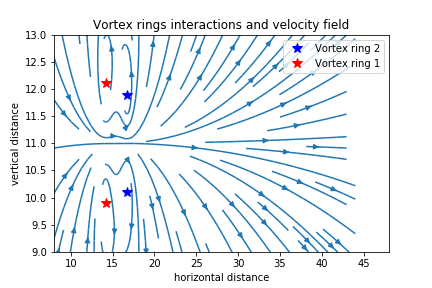 Vortex rings interactions and velocity field
Vortex ring 2
Vortex ring 1
vertical distance
13.0
12.5
12.0
11.5
11.0
10.5
10.0
9.5
9.0
10 15 20 25 30 35 40 45
horizontal distance